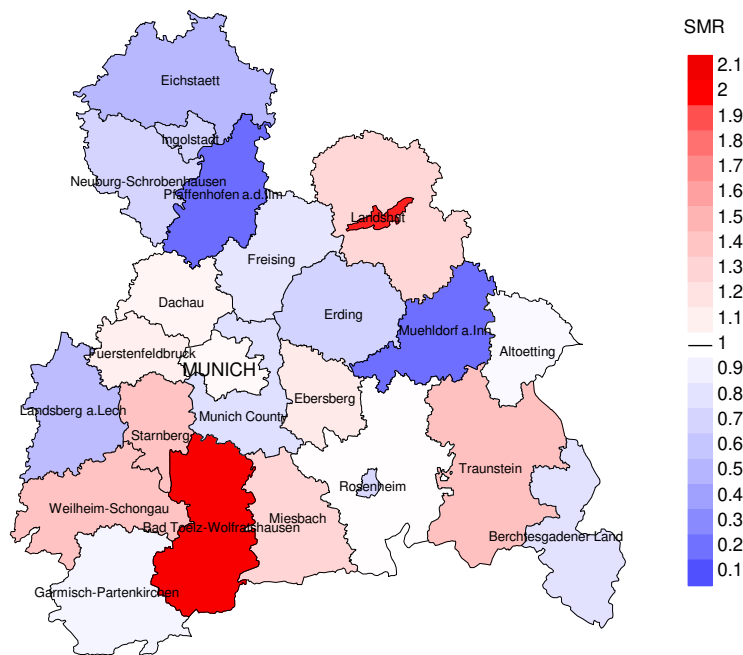 SMR
Eichstaett
Ingolstadt
Neuburg-Schrobenhausen
Pfaffenhofen a.d.Ilm
Landshut
Freising
Dachau
Erding
Muehldorf a.Inn
Altoetting
Fuerstenfeldbruck
MUNICH
Ebersberg
Landsberg a.Lech
Munich County
Starnberg
Traunstein
Rosenheim
Weilheim-Schongau
Miesbach
Bad Toelz-Wolfratshausen
Berchtesgadener Land
Garmisch-Partenkirchen
2.1
2
1.9
1.8
1.7
1.6
1.5
1.4
1.3
1.2
1.1
1
0.9
0.8
0.7
0.6
0.5
0.4
0.3
0.2
0.1